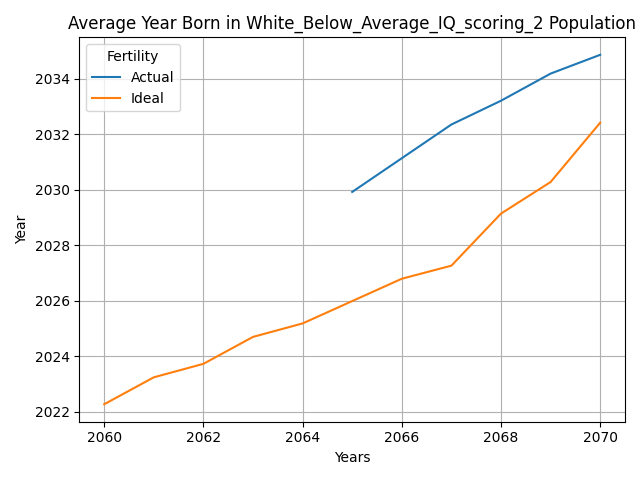 Average Year Born in White_Below_Average_IQ_scoring_2 Population
Fertility
Actual
Ideal
2034
2032
2030
2028
2026
2024
2022
Year
2060 2062 2064 2066 2068 2070
Years